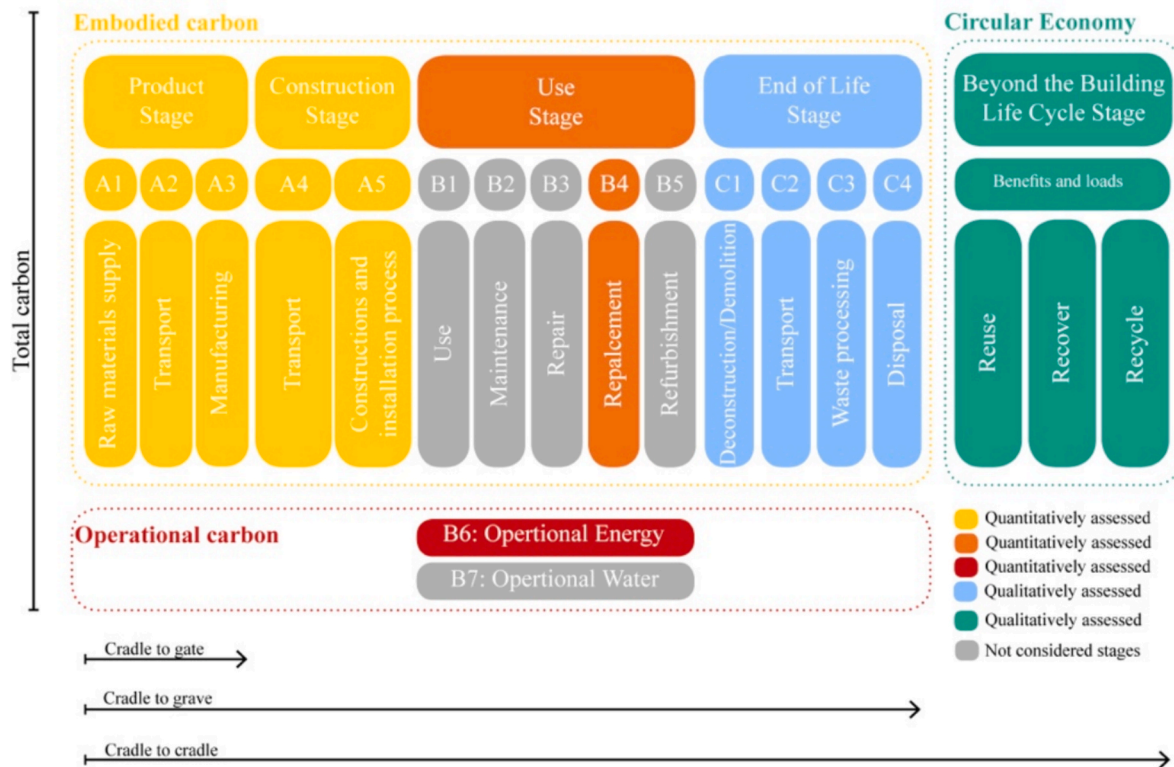 Embodied carbon
Circular Economy
Product
Stage
Construction
Stage
Use
Stage
End of Life
Stage
Beyond the Building
Life Cycle Stage
A1
A2
A3
A4
A5
B1
B2
B3
B4
B5
C1
C2
C3
C4
Benefits and loads
Raw materials supply
Transport
Manufacturing
Transport
Constructions and
installation process
Use
Maintenance
Repair
Repalcement
Refurbishment
Deconstruction/Demolition
Transport
Waste processing
Disposal
Reuse
Recover
Recycle
Total carbon
Operational carbon
B6: Opertional Energy
B7: Opertional Water
Quantitatively assessed
Quantitatively assessed
Quantitatively assessed
Qualitatively assessed
Qualitatively assessed
Not considered stages
Cradle to gate
Cradle to grave
Cradle to cradle